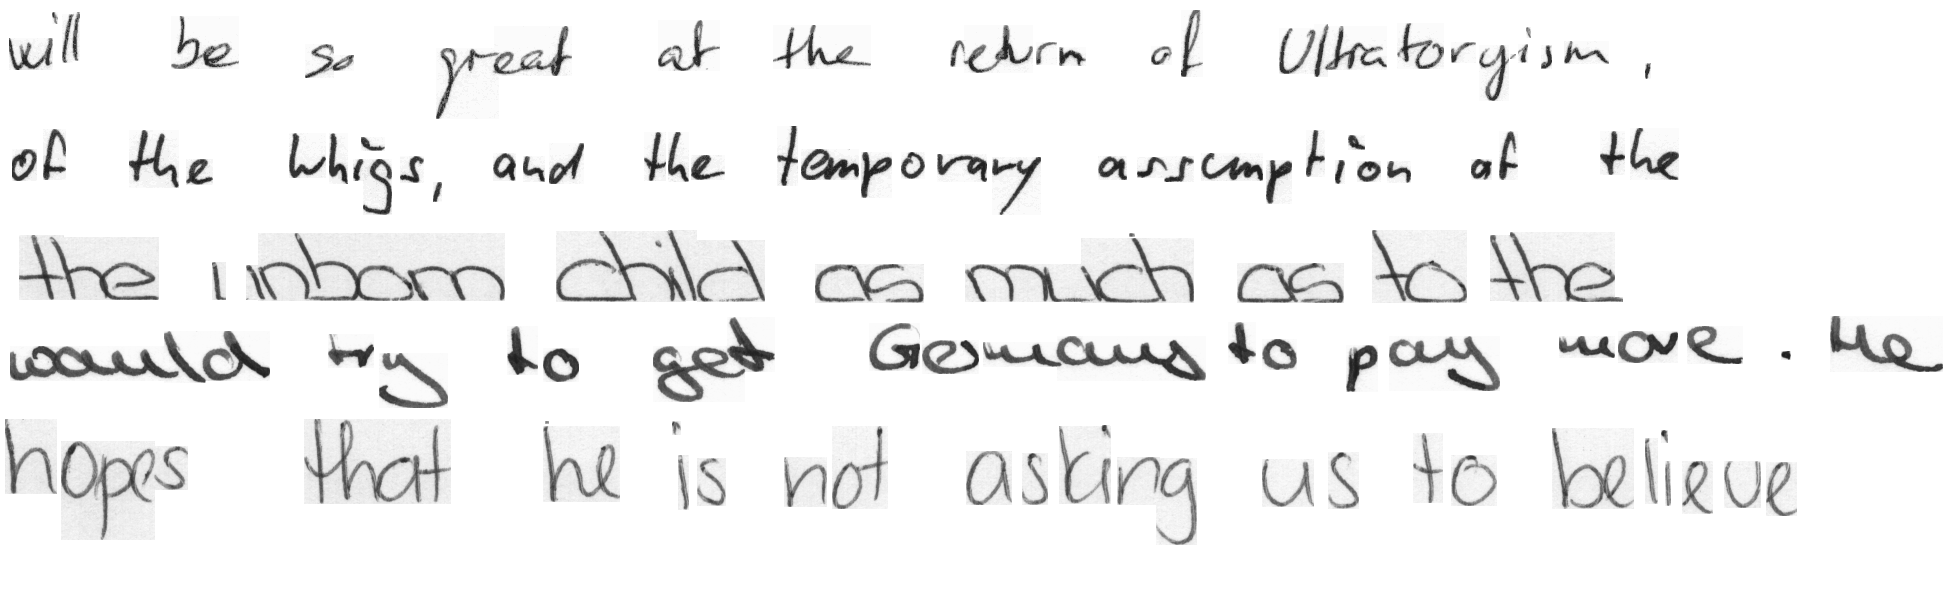 will be so great at the return of Ultratoryism,
of the Whigs, and the temporary assumption of the
the unborn child as much as to the
would try to get Germany to pay more. He
hopes that he is not asking us to believe